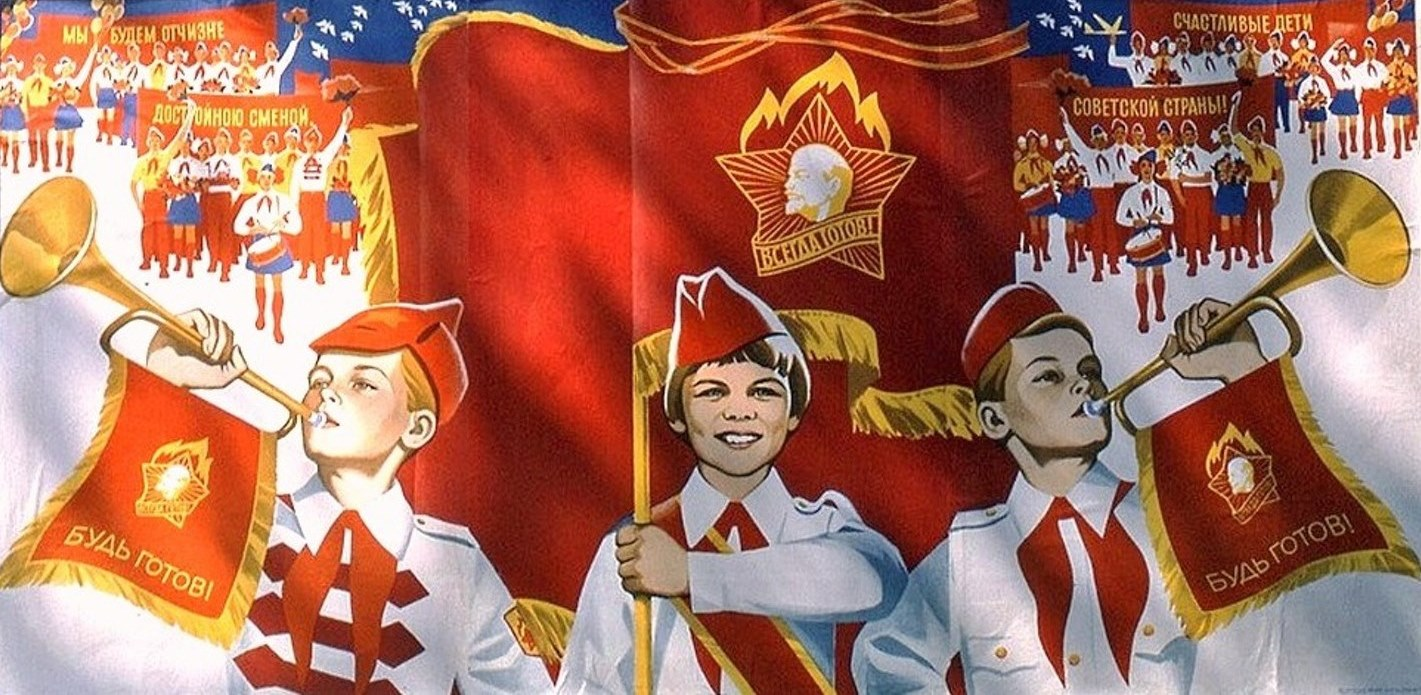 МЫ БУДЕМ ОТЧИЗНЕ
ДОСТОЙНОЮ СМЕНОЙ
СЧАСТЛИВЫЕ ДЕТИ
СОВЕТСКОЙ СТРАНЫ!
ВСЕГДА ГОТОВ!
БУДЬ ГОТОВ!
БУДЬ ГОТОВ!